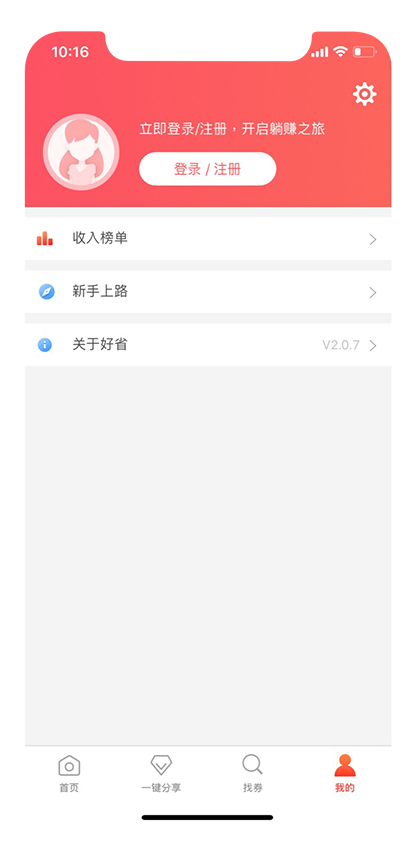 10:16
立即登录/注册，开启躺赚之旅
登录 / 注册
收入榜单
新手上路
关于好省 V2.0.7
首页 一键分享 找券 我的